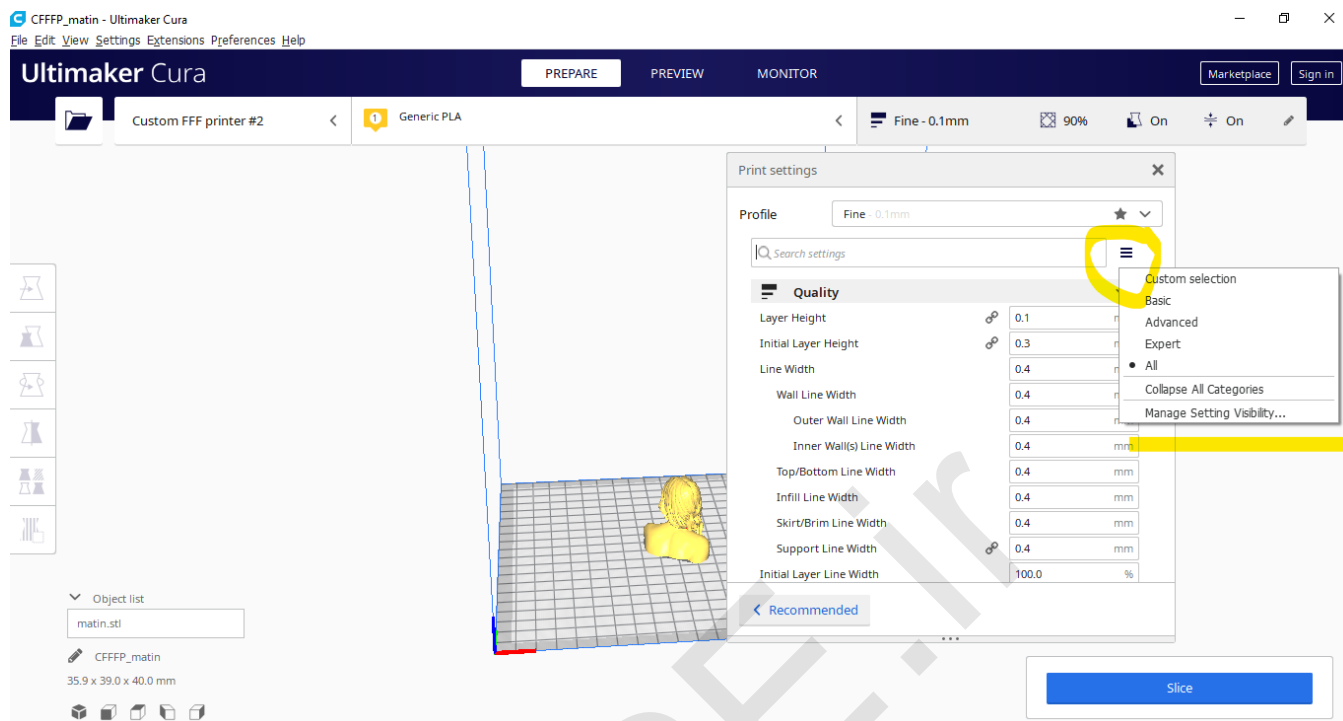 CFFFP_matin - Ultimaker Cura
File Edit View Settings Extensions Preferences Help
Ultimaker Cura
PREPARE PREVIEW MONITOR
Marketplace Sign in
Custom FFF printer #2
1 Generic PLA
Fine - 0.1mm 90% On On
Print settings
Profile Fine - 0.1mm
Search settings
Custom selection
Basic
Advanced
Expert
All
Collapse All Categories
Manage Setting Visibility...
Quality
Layer Height 0.1
Initial Layer Height 0.3
Line Width 0.4
Wall Line Width 0.4
Outer Wall Line Width 0.4
Inner Wall(s) Line Width 0.4 mm
Top/Bottom Line Width 0.4 mm
Infill Line Width 0.4 mm
Skirt/Brim Line Width 0.4 mm
Support Line Width 0.4 mm
Initial Layer Line Width 100.0 %
Recommended
Object list
matin.stl
CFFFP_matin
35.9 x 39.0 x 40.0 mm
Slice